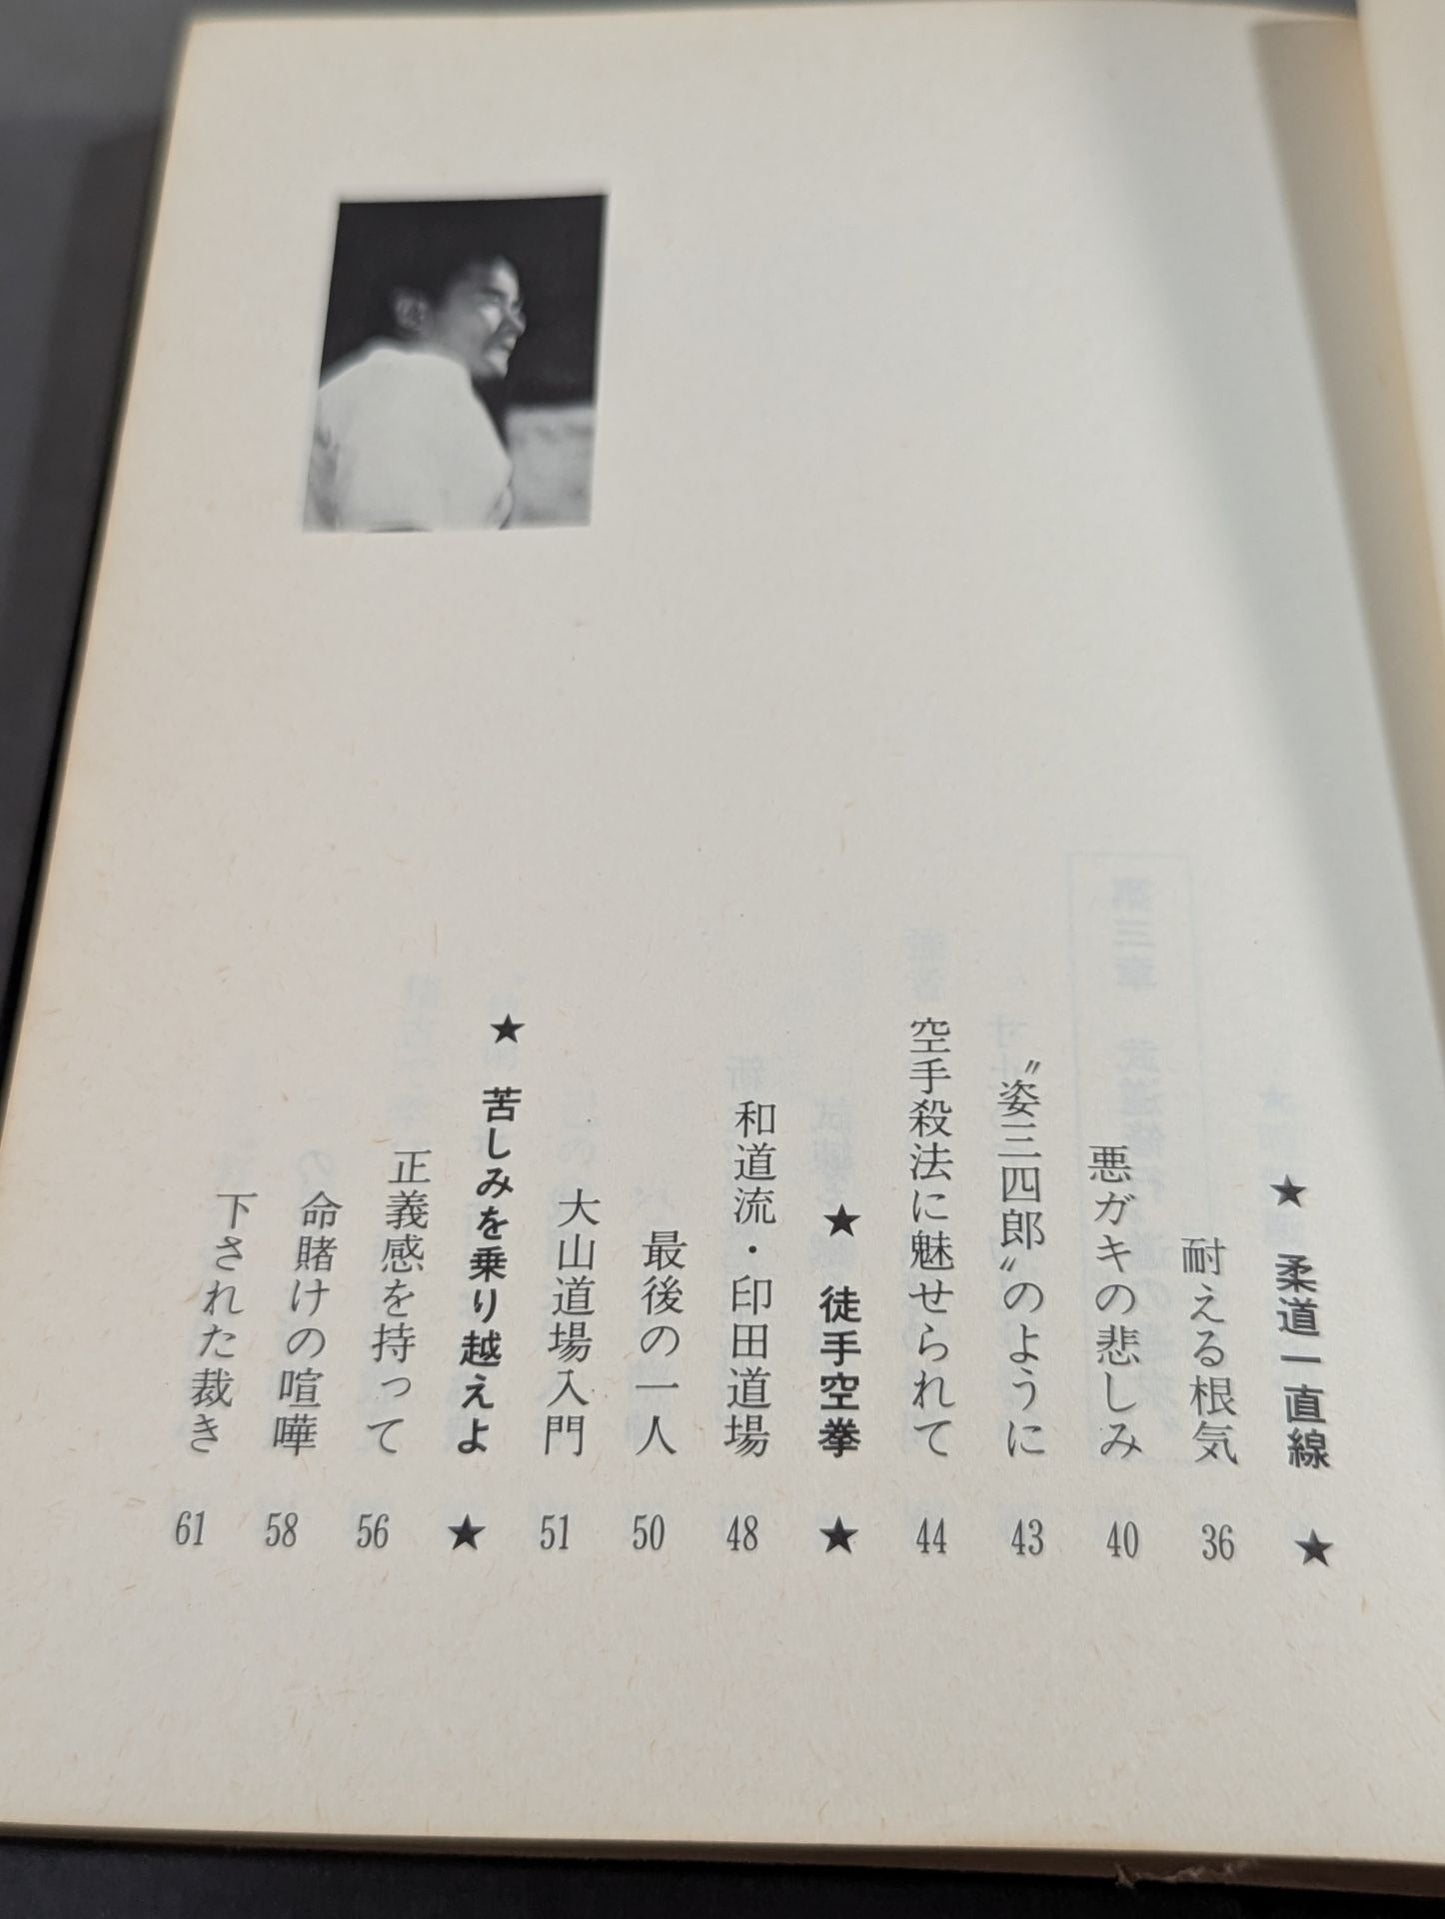 ★ 柔道一直線 ★
耐える根気 36
悪ガキの悲しみ 40
〝姿三四郎〟のように 43
空手殺法に魅せられて 44
★ 徒手空拳 ★
和道流・印田道場 48
最後の一人 50
大山道場入門 51
★ 苦しみを乗り越えよ ★
正義感を持って 56
命賭けの喧嘩 58
下された裁き 61